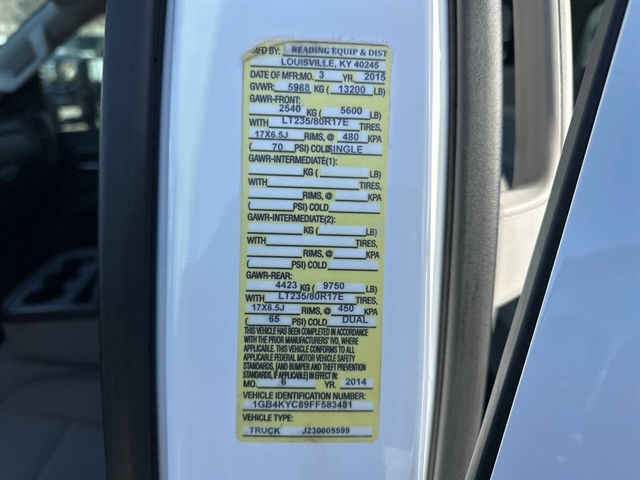 MFD BY: READING EQUIP & DIST
LOUISVILLE, KY 40245
DATE OF MFR:MO. 3 YR. 2015
GVWR: 5988 KG ( 13200 LB)
GAWR-FRONT:
2540 KG ( 5600 LB)
WITH LT235/80R17E TIRES,
17X6.5J RIMS, @ 480 KPA
( 70 PSI) COLD SINGLE
GAWR-INTERMEDIATE(1):
KG ( LB)
WITH TIRES,
RIMS, @ KPA
( PSI) COLD
GAWR-INTERMEDIATE(2):
KG ( LB)
WITH TIRES,
RIMS, @ KPA
( PSI) COLD
GAWR-REAR:
4423 KG ( 9750 LB)
WITH LT235/80R17E TIRES,
17X6.5J RIMS, @ 450 KPA
( 65 PSI) COLD DUAL
THIS VEHICLE HAS BEEN COMPLETED IN ACCORDANCE
WITH THE PRIOR MANUFACTURERS' IVD, WHERE
APPLICABLE. THIS VEHICLE CONFORMS TO ALL
APPLICABLE FEDERAL MOTOR VEHICLE SAFETY
STANDARDS, [AND BUMPER AND THEFT PREVENTION
STANDARDS, IF APPLICABLE] IN EFFECT IN
MO. 6 YR. 2014
VEHICLE IDENTIFICATION NUMBER:
1GB4KYC89FF583481
VEHICLE TYPE:
TRUCK J230005599